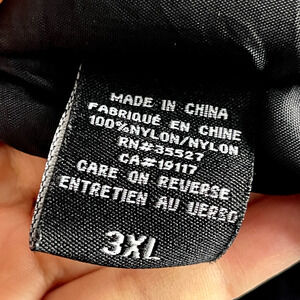 MADE IN CHINA
FABRIQUÉ EN CHINE
100%NYLON/NYLON
RN#35527
CA#19117
CARE ON REVERSE
ENTRETIEN AU VERSO
3XL